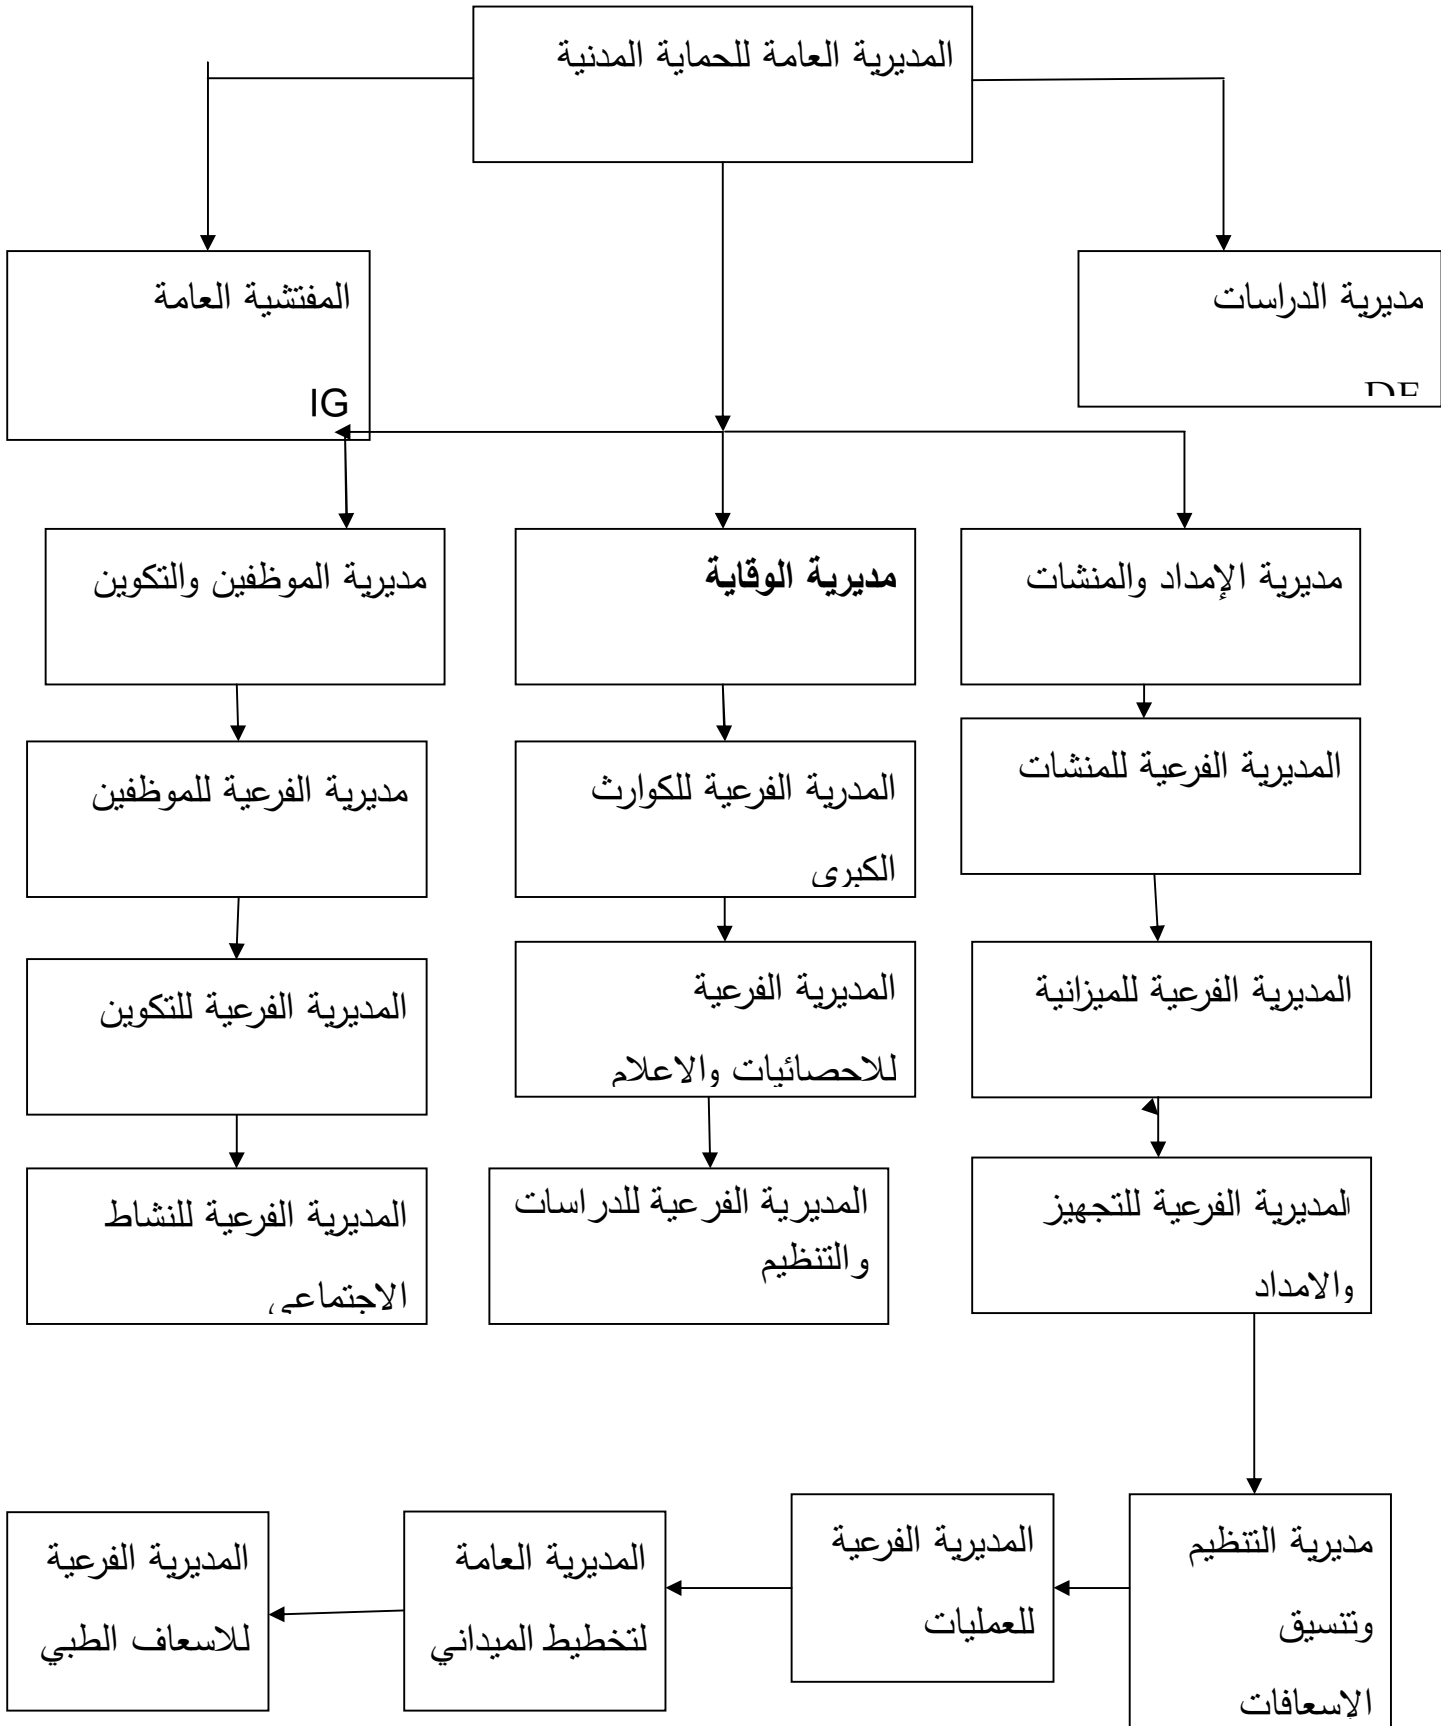 المديرية العامة للحماية المدنية
مديرية الدراسات
المفتشية العامة
IG
مديرية الإمداد والمنشات
مديرية الوقاية
مديرية الموظفين والتكوين
المديرية الفرعية للمنشات
المدرية الفرعية للكوارث
الكبرى
مديرية الفرعية للموظفين
المديرية الفرعية للميزانية
المديرية الفرعية
للاحصائيات والاعلام
المديرية الفرعية للتكوين
المديرية الفرعية للتجهيز
والامداد
المديرية الفرعية للدراسات
والتنظيم
المديرية الفرعية للنشاط
الاجتماعي
مديرية التنظيم
وتنسيق
الإسعافات
المديرية الفرعية
للعمليات
المديرية العامة
لتخطيط الميداني
المديرية الفرعية
للاسعاف الطبي